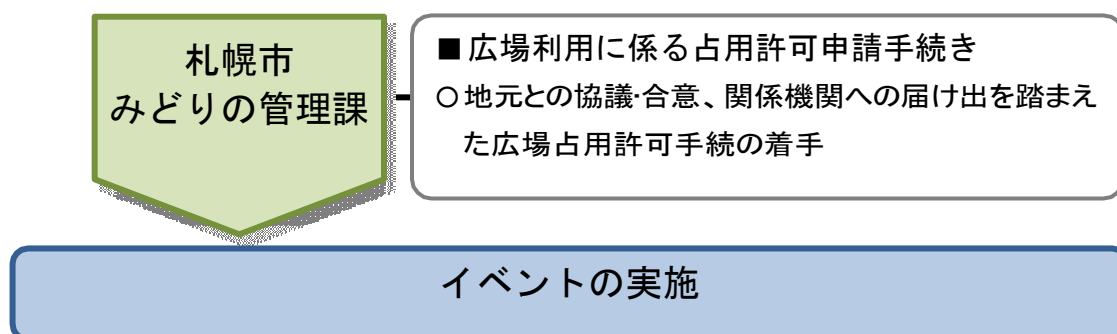 札幌市
みどりの管理課
■広場利用に係る占用許可申請手続き
○地元との協議・合意、関係機関への届け出を踏まえ
た広場占用許可手続の着手
イベントの実施